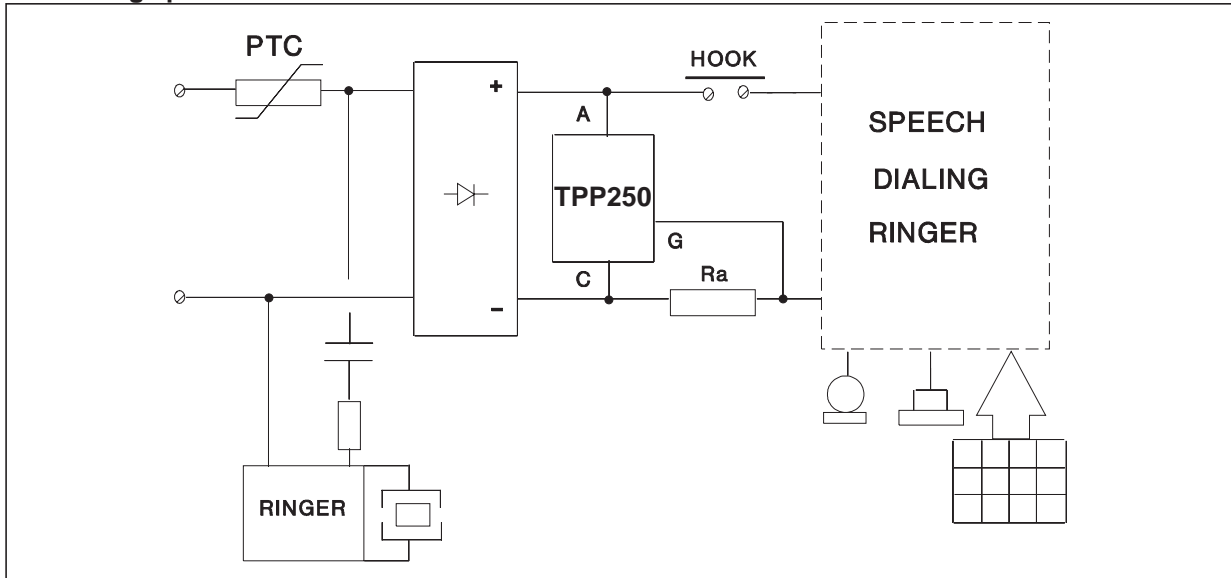 PTC
HOOK
+
A
SPEECH
TPP250
DIALING
G
RINGER
C
Ra
−
RINGER